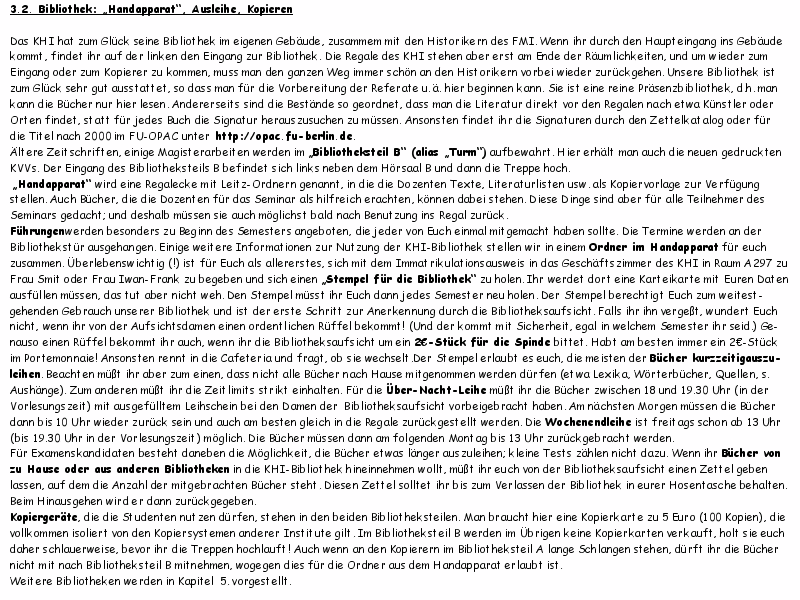 3.2. Bibliothek: „Handapparat“, Ausleihe, Kopieren
Das KHI hat zum Glück seine Bibliothek im eigenen Gebäude, zusammem mit den Historikern des FMI. Wenn ihr durch den Haupteingang ins Gebäude
kommt, findet ihr auf der linken den Eingang zur Bibliothek. Die Regale des KHI stehen aber erst am Ende der Räumlichkeiten, und um wieder zum
Eingang oder zum Kopierer zu kommen, muss man den ganzen Weg immer schön an den Historikern vorbei wieder zurückgehen. Unsere Bibliothek ist
zum Glück sehr gut ausstattet, so dass man für die Vorbereitung der Referate u.ä. hier beginnen kann. Sie ist eine reine Präsenzbibliothek, d.h. man
kann die Bücher nur hier lesen. Andererseits sind die Bestände so geordnet, dass man die Literatur direkt vor den Regalen nach etwa Künstler oder
Orten findet, statt für jedes Buch die Signatur herauszusuchen zu müssen. Ansonsten findet ihr die Signaturen durch den Zettelkatalog oder für
die Titel nach 2000 im FU-OPAC unter http://opac.fu-berlin.de.
Ältere Zeitschriften, einige Magisterarbeiten werden im „Bibliotheksteil B“ (alias „Turm“) aufbewahrt. Hier erhält man auch die neuen gedruckten
KVVs. Der Eingang des Bibliotheksteils B befindet sich links neben dem Hörsaal B und dann die Treppe hoch.
„Handapparat“ wird eine Regalecke mit Leitz-Ordnern genannt, in die die Dozenten Texte, Literaturlisten usw. als Kopiervorlage zur Verfügung
stellen. Auch Bücher, die die Dozenten für das Seminar als hilfreich erachten, können dabei stehen. Diese Dinge sind aber für alle Teilnehmer des
Seminars gedacht; und deshalb müssen sie auch möglichst bald nach Benutzung ins Regal zurück.
Führungenwerden besonders zu Beginn des Semesters angeboten, die jeder von Euch einmal mitgemacht haben sollte. Die Termine werden an der
Bibliothekstür ausgehangen. Einige weitere Informationen zur Nutzung der KHI-Bibliothek stellen wir in einem Ordner im Handapparat für euch
zusammen. Überlebenswichtig (!) ist für Euch als allererstes, sich mit dem Immatrikulationsausweis in das Geschäftszimmer des KHI in Raum A297 zu
Frau Smit oder Frau Iwan-Frank zu begeben und sich einen „Stempel für die Bibliothek“ zu holen. Ihr werdet dort eine Karteikarte mit Euren Daten
ausfüllen müssen, das tut aber nicht weh. Den Stempel müsst ihr Euch dann jedes Semester neu holen. Der Stempel berechtigt Euch zum weitest-
gehenden Gebrauch unserer Bibliothek und ist der erste Schritt zur Anerkennung durch die Bibliotheksaufsicht. Falls ihr ihn vergeßt, wundert Euch
nicht, wenn ihr von der Aufsichtsdamen einen ordentlichen Rüffel bekommt! (Und der kommt mit Sicherheit, egal in welchem Semester ihr seid.) Ge-
nauso einen Rüffel bekommt ihr auch, wenn ihr die Bibliotheksaufsicht um ein 2€-Stück für die Spinde bittet. Habt am besten immer ein 2€-Stück
im Portemonnaie! Ansonsten rennt in die Cafeteria und fragt, ob sie wechselt.Der Stempel erlaubt es euch, die meisten der Bücher kurzzeitigauszu-
leihen. Beachten müßt ihr aber zum einen, dass nicht alle Bücher nach Hause mitgenommen werden dürfen (etwa Lexika, Wörterbücher, Quellen, s.
Aushänge). Zum anderen müßt ihr die Zeitlimits strikt einhalten. Für die Über-Nacht-Leihe müßt ihr die Bücher zwischen 18 und 19.30 Uhr (in der
Vorlesungszeit) mit ausgefülltem Leihschein bei den Damen der Bibliotheksaufsicht vorbeigebracht haben. Am nächsten Morgen müssen die Bücher
dann bis 10 Uhr wieder zurück sein und auch am besten gleich in die Regale zurückgestellt werden. Die Wochenendleihe ist freitags schon ab 13 Uhr
(bis 19.30 Uhr in der Vorlesungszeit) möglich. Die Bücher müssen dann am folgenden Montag bis 13 Uhr zurückgebracht werden.
Für Examenskandidaten besteht daneben die Möglichkeit, die Bücher etwas länger auszuleihen; kleine Tests zählen nicht dazu. Wenn ihr Bücher von
zu Hause oder aus anderen Bibliotheken in die KHI-Bibliothek hineinnehmen wollt, müßt ihr euch von der Bibliotheksaufsicht einen Zettel geben
lassen, auf dem die Anzahl der mitgebrachten Bücher steht. Diesen Zettel solltet ihr bis zum Verlassen der Bibliothek in eurer Hosentasche behalten.
Beim Hinausgehen wird er dann zurückgegeben.
Kopiergeräte, die die Studenten nutzen dürfen, stehen in den beiden Bibliotheksteilen. Man braucht hier eine Kopierkarte zu 5 Euro (100 Kopien), die
vollkommen isoliert von den Kopiersystemen anderer Institute gilt. Im Bibliotheksteil B werden im Übrigen keine Kopierkarten verkauft, holt sie euch
daher schlauerweise, bevor ihr die Treppen hochlauft! Auch wenn an den Kopierern im Bibliotheksteil A lange Schlangen stehen, dürft ihr die Bücher
nicht mit nach Bibliotheksteil B mitnehmen, wogegen dies für die Ordner aus dem Handapparat erlaubt ist.
Weitere Bibliotheken werden in Kapitel 5. vorgestellt.